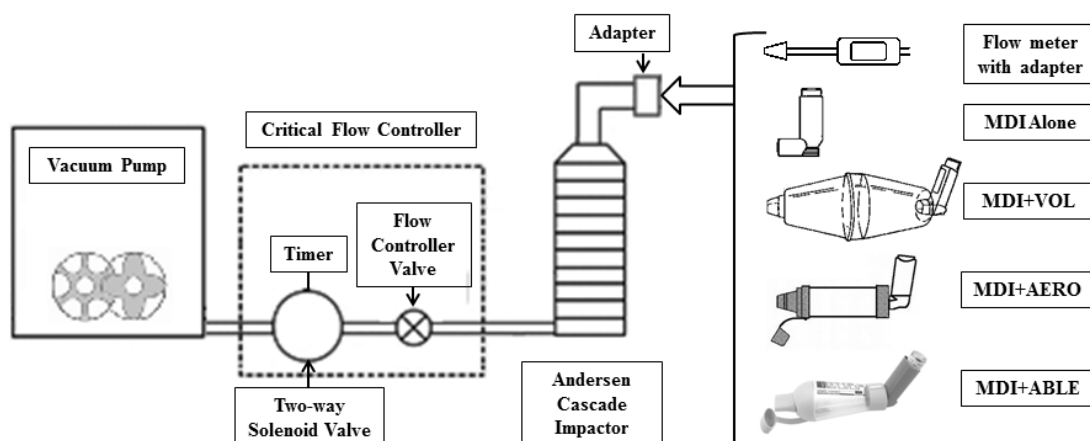 Adapter
Flow meter
with adapter
Critical Flow Controller
MDI Alone
Vacuum Pump
MDI+VOL
Flow
Controller
Valve
Timer
MDI+AERO
Two-way
Solenoid Valve
Andersen
Cascade
Impactor
MDI+ABLE